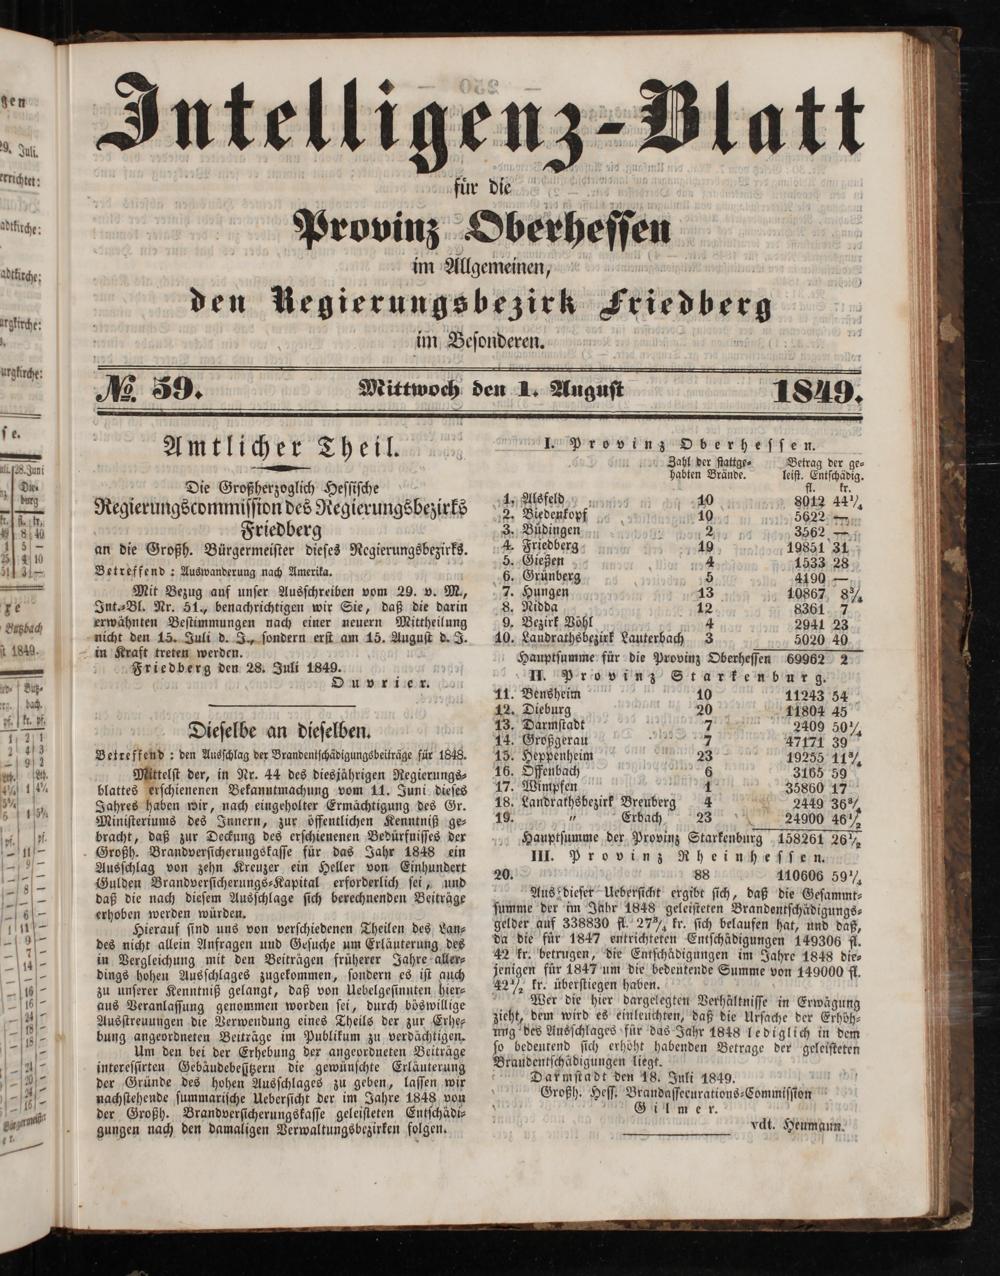 Intelligenz-Blatt
für die
Provinz Oberhessen
im Allgemeinen,
den Regierungsbezirk Friedberg
im Besonderen.
№ 59. Mittwoch den 1. August 1849.
Amtlicher Theil.
Die Großherzoglich Hessische
Regierungscommission des Regierungsbezirks
Friedberg
an die Großh. Bürgermeister dieses Regierungsbezirks.
Betreffend: Auswanderung nach Amerika.
Mit Bezug auf unser Ausschreiben vom 29. v. M.,
Int.-Bl. Nr. 51., benachrichtigen wir Sie, daß die darin
erwähnten Bestimmungen nach einer neuern Mittheilung
nicht den 15. Juli d. J., sondern erst am 15. August d. J.
in Kraft treten werden.
Friedberg den 28. Juli 1849.
Ouvrier.
Dieselbe an dieselben.
Betreffend: den Ausschlag der Brandentschädigungsbeiträge für 1848.
Mittelst der, in Nr. 44 des diesjährigen Regierungs-
blattes erschienenen Bekanntmachung vom 11. Juni dieses
Jahres haben wir, nach eingeholter Ermächtigung des Gr.
Ministeriums des Innern, zur öffentlichen Kenntniß ge-
bracht, daß zur Deckung des erschienenen Bedürfnisses der
Großh. Brandversicherungskasse für das Jahr 1848 ein
Ausschlag von zehn Kreuzer ein Heller von Einhundert
Gulden Brandversicherungs-Kapital erforderlich sei, und
daß die nach diesem Ausschlage sich berechnenden Beiträge
erhoben werden würden.
Hierauf sind uns von verschiedenen Theilen des Lan-
des nicht allein Anfragen und Gesuche um Erläuterung des
in Vergleichung mit den Beiträgen früherer Jahre aller-
dings hohen Ausschlages zugekommen, sondern es ist auch
zu unserer Kenntniß gelangt, daß von Uebelgesinnten hier-
aus Veranlassung genommen worden sei, durch böswillige
Ausstreuungen die Verwendung eines Theils der zur Erhe-
bung angeordneten Beiträge im Publikum zu verdächtigen.
Um den bei der Erhebung der angeordneten Beiträge
interessirten Gebäudebesitzern die gewünschte Erläuterung
der Gründe des hohen Ausschlages zu geben, lassen wir
nachstehende summarische Uebersicht der im Jahre 1848 von
der Großh. Brandversicherungskasse geleisteten Entschädi-
gungen nach den damaligen Verwaltungsbezirken folgen.
I. Provinz Oberhessen.
Zahl der stattge- Betrag der ge-
habten Brände. leist. Entschädig.
fl. kr.
1. Alsfeld 10 8012 44¼
2. Biedenkopf 10 5622 —
3. Büdingen 2 3562 —
4. Friedberg 19 19851 31
5. Gießen 4 1533 28
6. Grünberg 5 4190 —
7. Hungen 13 10867 8¾
8. Nidda 12 8361 7
9. Bezirk Vöhl 4 2941 23
10. Landrathsbezirk Lauterbach 3 5020 40
Hauptsumme für die Provinz Oberhessen 69962 2
II. Provinz Starkenburg.
11. Bensheim 10 11243 54
12. Dieburg 20 11804 45
13. Darmstadt 7 2409 50¼
14. Großgerau 7 47171 39
15. Heppenheim 23 19255 11¾
16. Offenbach 6 3165 59
17. Wimpfen 1 35860 17
18. Landrathsbezirk Breuberg 4 2449 36¾
19. „ Erbach 23 24900 46½
Hauptsumme der Provinz Starkenburg 158261 26½
III. Provinz Rheinhessen.
20. 88 110606 59¼
Aus dieser Uebersicht ergibt sich, daß die Gesammt-
summe der im Jahr 1848 geleisteten Brandentschädigungs-
gelder auf 338830 fl. 27¾ kr. sich belaufen hat, und daß,
da die für 1847 entrichteten Entschädigungen 149306 fl.
42 kr. betrugen, die Entschädigungen im Jahre 1848 die-
jenigen für 1847 um die bedeutende Summe von 149000 fl.
42½ kr. überstiegen haben.
Wer die hier dargelegten Verhältnisse in Erwägung
zieht, dem wird es einleuchten, daß die Ursache der Erhöh-
ung des Ausschlages für das Jahr 1848 lediglich in dem
so bedeutend sich erhöht habenden Betrage der geleisteten
Brandentschädigungen liegt.
Darmstadt den 18. Juli 1849.
Großh. Hess. Brandassecurations-Commission
Gilmer.
vdt. Heumann.